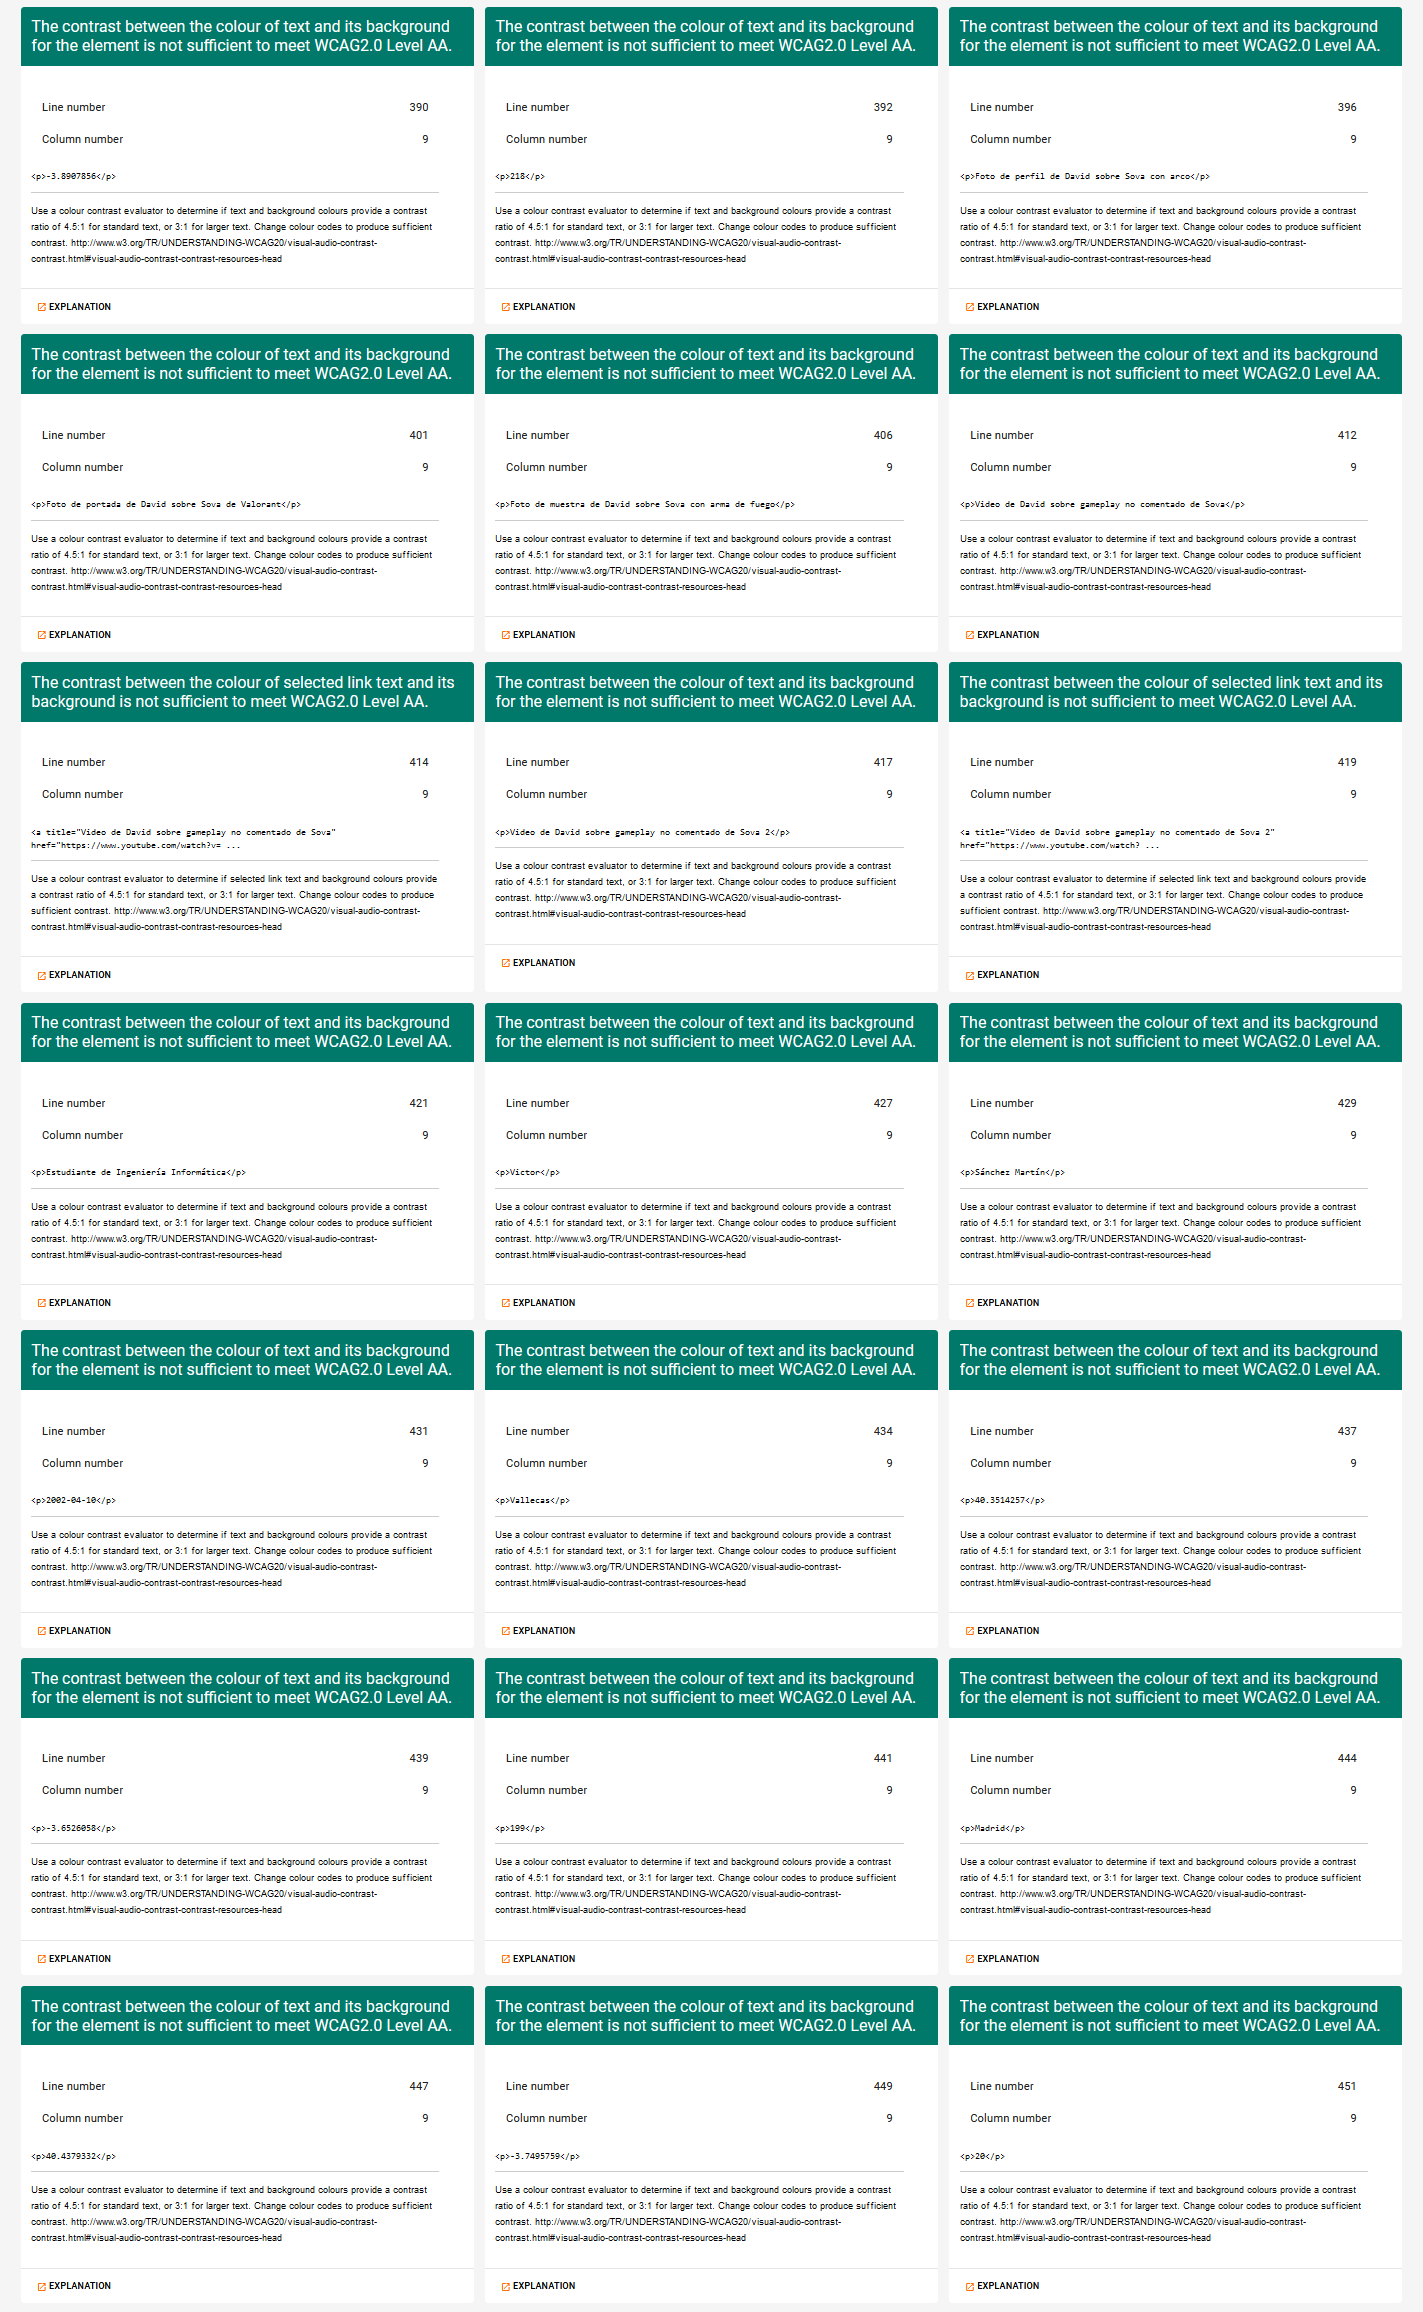 The contrast between the colour of text and its background
for the element is not sufficient to meet WCAG2.0 Level AA.
Line number 390
Column number 9
<p>-3.8907856</p>
Use a colour contrast evaluator to determine if text and background colours provide a contrast
ratio of 4.5:1 for standard text, or 3:1 for larger text. Change colour codes to produce sufficient
contrast. http://www.w3.org/TR/UNDERSTANDING-WCAG20/visual-audio-contrast-
contrast.html#visual-audio-contrast-contrast-resources-head
EXPLANATION
The contrast between the colour of text and its background
for the element is not sufficient to meet WCAG2.0 Level AA.
Line number 392
Column number 9
<p>218</p>
Use a colour contrast evaluator to determine if text and background colours provide a contrast
ratio of 4.5:1 for standard text, or 3:1 for larger text. Change colour codes to produce sufficient
contrast. http://www.w3.org/TR/UNDERSTANDING-WCAG20/visual-audio-contrast-
contrast.html#visual-audio-contrast-contrast-resources-head
EXPLANATION
The contrast between the colour of text and its background
for the element is not sufficient to meet WCAG2.0 Level AA.
Line number 396
Column number 9
<p>Foto de perfil de David sobre Sova con arco</p>
Use a colour contrast evaluator to determine if text and background colours provide a contrast
ratio of 4.5:1 for standard text, or 3:1 for larger text. Change colour codes to produce sufficient
contrast. http://www.w3.org/TR/UNDERSTANDING-WCAG20/visual-audio-contrast-
contrast.html#visual-audio-contrast-contrast-resources-head
EXPLANATION
The contrast between the colour of text and its background
for the element is not sufficient to meet WCAG2.0 Level AA.
Line number 401
Column number 9
<p>Foto de portada de David sobre Sova de Valorant</p>
Use a colour contrast evaluator to determine if text and background colours provide a contrast
ratio of 4.5:1 for standard text, or 3:1 for larger text. Change colour codes to produce sufficient
contrast. http://www.w3.org/TR/UNDERSTANDING-WCAG20/visual-audio-contrast-
contrast.html#visual-audio-contrast-contrast-resources-head
EXPLANATION
The contrast between the colour of text and its background
for the element is not sufficient to meet WCAG2.0 Level AA.
Line number 406
Column number 9
<p>Foto de muestra de David sobre Sova con arma de fuego</p>
Use a colour contrast evaluator to determine if text and background colours provide a contrast
ratio of 4.5:1 for standard text, or 3:1 for larger text. Change colour codes to produce sufficient
contrast. http://www.w3.org/TR/UNDERSTANDING-WCAG20/visual-audio-contrast-
contrast.html#visual-audio-contrast-contrast-resources-head
EXPLANATION
The contrast between the colour of text and its background
for the element is not sufficient to meet WCAG2.0 Level AA.
Line number 412
Column number 9
<p>Video de David sobre gameplay no comentado de Sova</p>
Use a colour contrast evaluator to determine if text and background colours provide a contrast
ratio of 4.5:1 for standard text, or 3:1 for larger text. Change colour codes to produce sufficient
contrast. http://www.w3.org/TR/UNDERSTANDING-WCAG20/visual-audio-contrast-
contrast.html#visual-audio-contrast-contrast-resources-head
EXPLANATION
The contrast between the colour of selected link text and its
background is not sufficient to meet WCAG2.0 Level AA.
Line number 414
Column number 9
<a title="Video de David sobre gameplay no comentado de Sova"
href="https://www.youtube.com/watch?v= ...
Use a colour contrast evaluator to determine if selected link text and background colours provide
a contrast ratio of 4.5:1 for standard text, or 3:1 for larger text. Change colour codes to produce
sufficient contrast. http://www.w3.org/TR/UNDERSTANDING-WCAG20/visual-audio-contrast-
contrast.html#visual-audio-contrast-contrast-resources-head
EXPLANATION
The contrast between the colour of text and its background
for the element is not sufficient to meet WCAG2.0 Level AA.
Line number 417
Column number 9
<p>Video de David sobre gameplay no comentado de Sova 2</p>
Use a colour contrast evaluator to determine if text and background colours provide a contrast
ratio of 4.5:1 for standard text, or 3:1 for larger text. Change colour codes to produce sufficient
contrast. http://www.w3.org/TR/UNDERSTANDING-WCAG20/visual-audio-contrast-
contrast.html#visual-audio-contrast-contrast-resources-head
EXPLANATION
The contrast between the colour of selected link text and its
background is not sufficient to meet WCAG2.0 Level AA.
Line number 419
Column number 9
<a title="Video de David sobre gameplay no comentado de Sova 2"
href="https://www.youtube.com/watch? ...
Use a colour contrast evaluator to determine if selected link text and background colours provide
a contrast ratio of 4.5:1 for standard text, or 3:1 for larger text. Change colour codes to produce
sufficient contrast. http://www.w3.org/TR/UNDERSTANDING-WCAG20/visual-audio-contrast-
contrast.html#visual-audio-contrast-contrast-resources-head
EXPLANATION
The contrast between the colour of text and its background
for the element is not sufficient to meet WCAG2.0 Level AA.
Line number 421
Column number 9
<p>Estudiante de Ingeniería Informática</p>
Use a colour contrast evaluator to determine if text and background colours provide a contrast
ratio of 4.5:1 for standard text, or 3:1 for larger text. Change colour codes to produce sufficient
contrast. http://www.w3.org/TR/UNDERSTANDING-WCAG20/visual-audio-contrast-
contrast.html#visual-audio-contrast-contrast-resources-head
EXPLANATION
The contrast between the colour of text and its background
for the element is not sufficient to meet WCAG2.0 Level AA.
Line number 427
Column number 9
<p>Víctor</p>
Use a colour contrast evaluator to determine if text and background colours provide a contrast
ratio of 4.5:1 for standard text, or 3:1 for larger text. Change colour codes to produce sufficient
contrast. http://www.w3.org/TR/UNDERSTANDING-WCAG20/visual-audio-contrast-
contrast.html#visual-audio-contrast-contrast-resources-head
EXPLANATION
The contrast between the colour of text and its background
for the element is not sufficient to meet WCAG2.0 Level AA.
Line number 429
Column number 9
<p>Sánchez Martín</p>
Use a colour contrast evaluator to determine if text and background colours provide a contrast
ratio of 4.5:1 for standard text, or 3:1 for larger text. Change colour codes to produce sufficient
contrast. http://www.w3.org/TR/UNDERSTANDING-WCAG20/visual-audio-contrast-
contrast.html#visual-audio-contrast-contrast-resources-head
EXPLANATION
The contrast between the colour of text and its background
for the element is not sufficient to meet WCAG2.0 Level AA.
Line number 431
Column number 9
<p>2002-04-10</p>
Use a colour contrast evaluator to determine if text and background colours provide a contrast
ratio of 4.5:1 for standard text, or 3:1 for larger text. Change colour codes to produce sufficient
contrast. http://www.w3.org/TR/UNDERSTANDING-WCAG20/visual-audio-contrast-
contrast.html#visual-audio-contrast-contrast-resources-head
EXPLANATION
The contrast between the colour of text and its background
for the element is not sufficient to meet WCAG2.0 Level AA.
Line number 434
Column number 9
<p>Vallecas</p>
Use a colour contrast evaluator to determine if text and background colours provide a contrast
ratio of 4.5:1 for standard text, or 3:1 for larger text. Change colour codes to produce sufficient
contrast. http://www.w3.org/TR/UNDERSTANDING-WCAG20/visual-audio-contrast-
contrast.html#visual-audio-contrast-contrast-resources-head
EXPLANATION
The contrast between the colour of text and its background
for the element is not sufficient to meet WCAG2.0 Level AA.
Line number 437
Column number 9
<p>40.3514257</p>
Use a colour contrast evaluator to determine if text and background colours provide a contrast
ratio of 4.5:1 for standard text, or 3:1 for larger text. Change colour codes to produce sufficient
contrast. http://www.w3.org/TR/UNDERSTANDING-WCAG20/visual-audio-contrast-
contrast.html#visual-audio-contrast-contrast-resources-head
EXPLANATION
The contrast between the colour of text and its background
for the element is not sufficient to meet WCAG2.0 Level AA.
Line number 439
Column number 9
<p>-3.6526058</p>
Use a colour contrast evaluator to determine if text and background colours provide a contrast
ratio of 4.5:1 for standard text, or 3:1 for larger text. Change colour codes to produce sufficient
contrast. http://www.w3.org/TR/UNDERSTANDING-WCAG20/visual-audio-contrast-
contrast.html#visual-audio-contrast-contrast-resources-head
EXPLANATION
The contrast between the colour of text and its background
for the element is not sufficient to meet WCAG2.0 Level AA.
Line number 441
Column number 9
<p>199</p>
Use a colour contrast evaluator to determine if text and background colours provide a contrast
ratio of 4.5:1 for standard text, or 3:1 for larger text. Change colour codes to produce sufficient
contrast. http://www.w3.org/TR/UNDERSTANDING-WCAG20/visual-audio-contrast-
contrast.html#visual-audio-contrast-contrast-resources-head
EXPLANATION
The contrast between the colour of text and its background
for the element is not sufficient to meet WCAG2.0 Level AA.
Line number 444
Column number 9
<p>Madrid</p>
Use a colour contrast evaluator to determine if text and background colours provide a contrast
ratio of 4.5:1 for standard text, or 3:1 for larger text. Change colour codes to produce sufficient
contrast. http://www.w3.org/TR/UNDERSTANDING-WCAG20/visual-audio-contrast-
contrast.html#visual-audio-contrast-contrast-resources-head
EXPLANATION
The contrast between the colour of text and its background
for the element is not sufficient to meet WCAG2.0 Level AA.
Line number 447
Column number 9
<p>40.4379332</p>
Use a colour contrast evaluator to determine if text and background colours provide a contrast
ratio of 4.5:1 for standard text, or 3:1 for larger text. Change colour codes to produce sufficient
contrast. http://www.w3.org/TR/UNDERSTANDING-WCAG20/visual-audio-contrast-
contrast.html#visual-audio-contrast-contrast-resources-head
EXPLANATION
The contrast between the colour of text and its background
for the element is not sufficient to meet WCAG2.0 Level AA.
Line number 449
Column number 9
<p>-3.7495759</p>
Use a colour contrast evaluator to determine if text and background colours provide a contrast
ratio of 4.5:1 for standard text, or 3:1 for larger text. Change colour codes to produce sufficient
contrast. http://www.w3.org/TR/UNDERSTANDING-WCAG20/visual-audio-contrast-
contrast.html#visual-audio-contrast-contrast-resources-head
EXPLANATION
The contrast between the colour of text and its background
for the element is not sufficient to meet WCAG2.0 Level AA.
Line number 451
Column number 9
<p>20</p>
Use a colour contrast evaluator to determine if text and background colours provide a contrast
ratio of 4.5:1 for standard text, or 3:1 for larger text. Change colour codes to produce sufficient
contrast. http://www.w3.org/TR/UNDERSTANDING-WCAG20/visual-audio-contrast-
contrast.html#visual-audio-contrast-contrast-resources-head
EXPLANATION